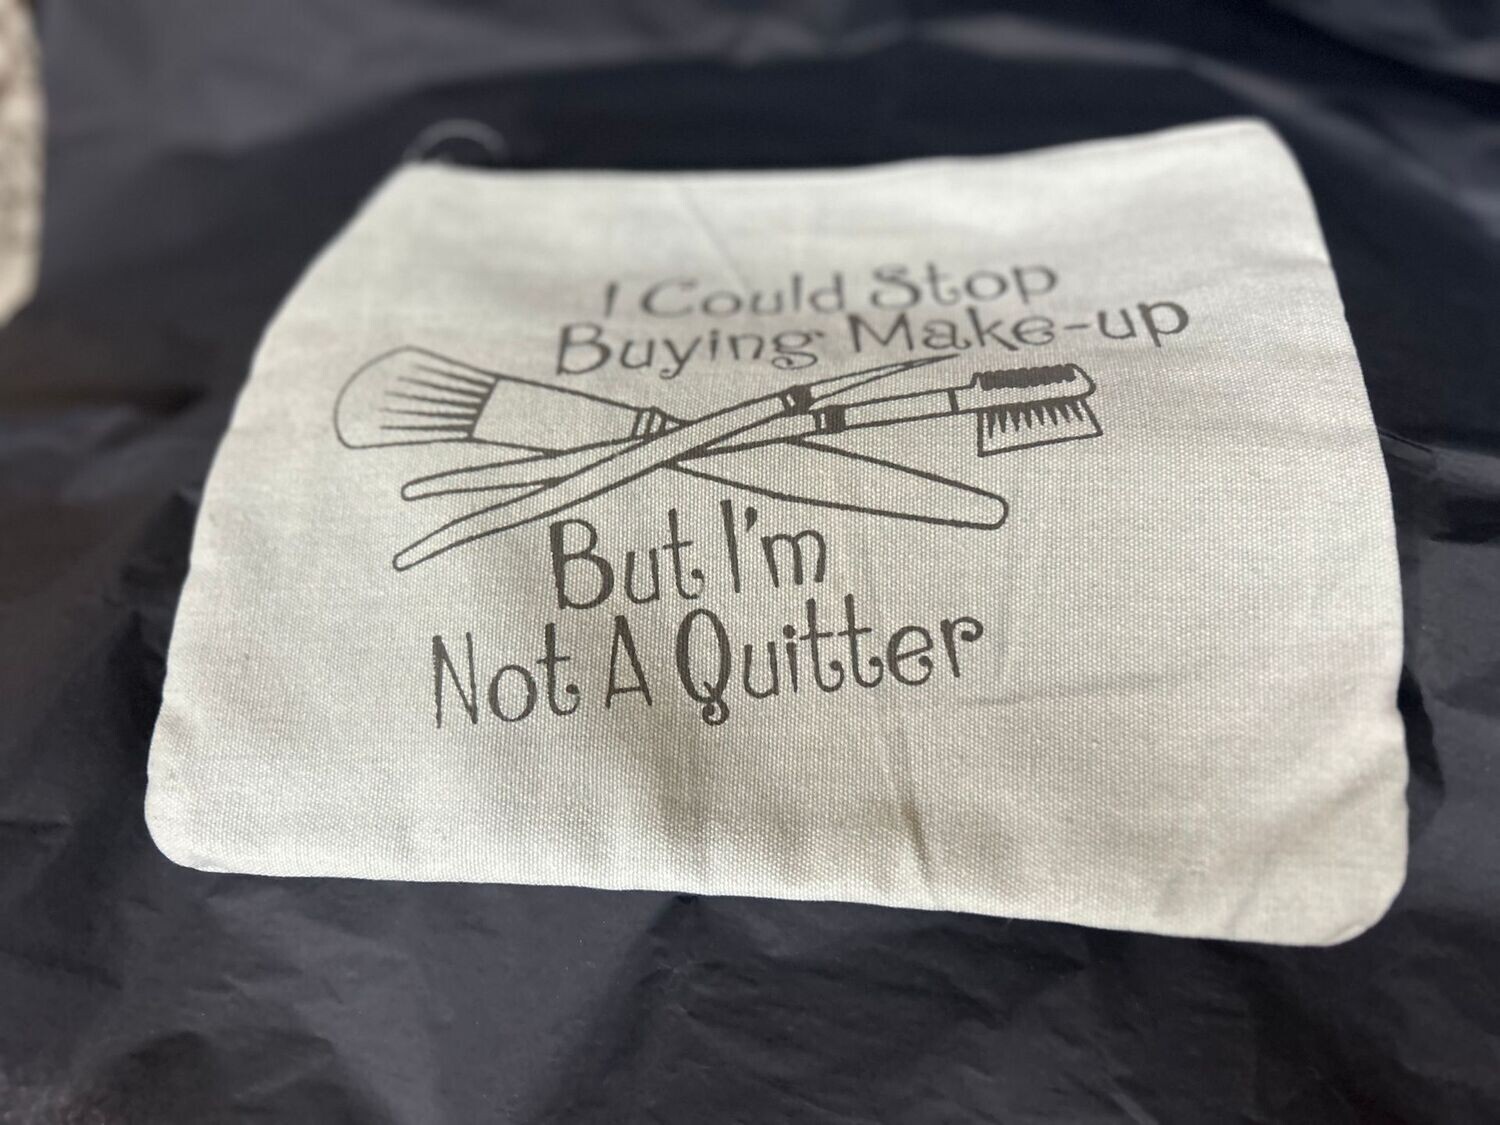 I Could Stop
Buying Make-up
But I'm
Not A Quitter